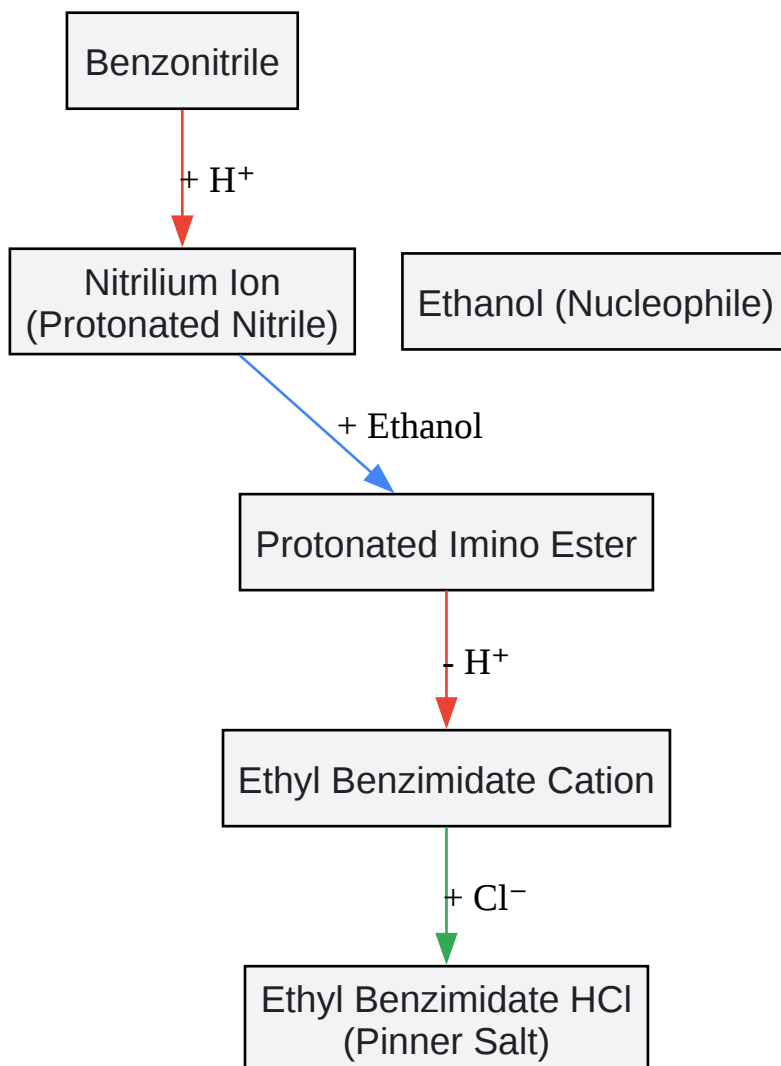 Benzonitrile
+ H⁺
Nitrilium Ion
(Protonated Nitrile)
Ethanol (Nucleophile)
+ Ethanol
Protonated Imino Ester
- H⁺
Ethyl Benzimidate Cation
+ Cl⁻
Ethyl Benzimidate HCl
(Pinner Salt)